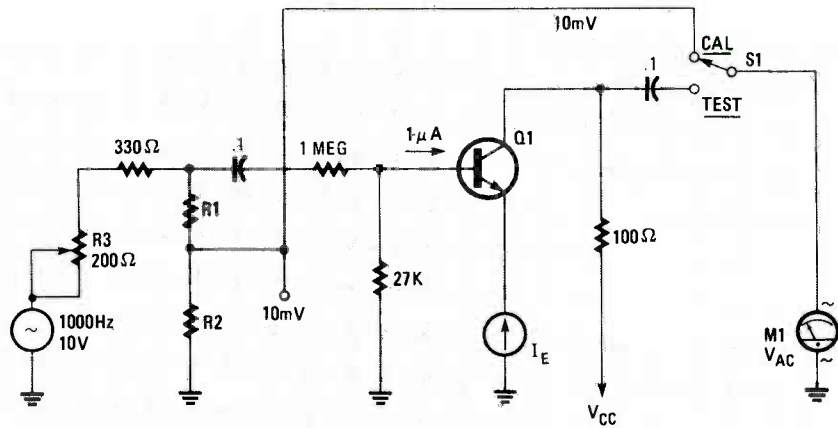 10mV
CAL
S1
.1
TEST
Q1
1μA
330Ω
.1
1 MEG
R1
R3
200Ω
100Ω
27K
10mV
R2
1000Hz
10V
I_E
M1
V_AC
V_CC